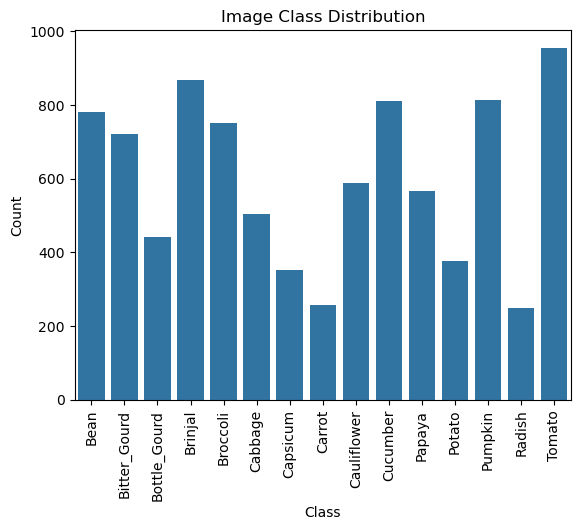 Image Class Distribution
Count
1000
800
600
400
200
0
Bean
Bitter_Gourd
Bottle_Gourd
Brinjal
Broccoli
Cabbage
Capsicum
Carrot
Cauliflower
Cucumber
Papaya
Potato
Pumpkin
Radish
Tomato
Class